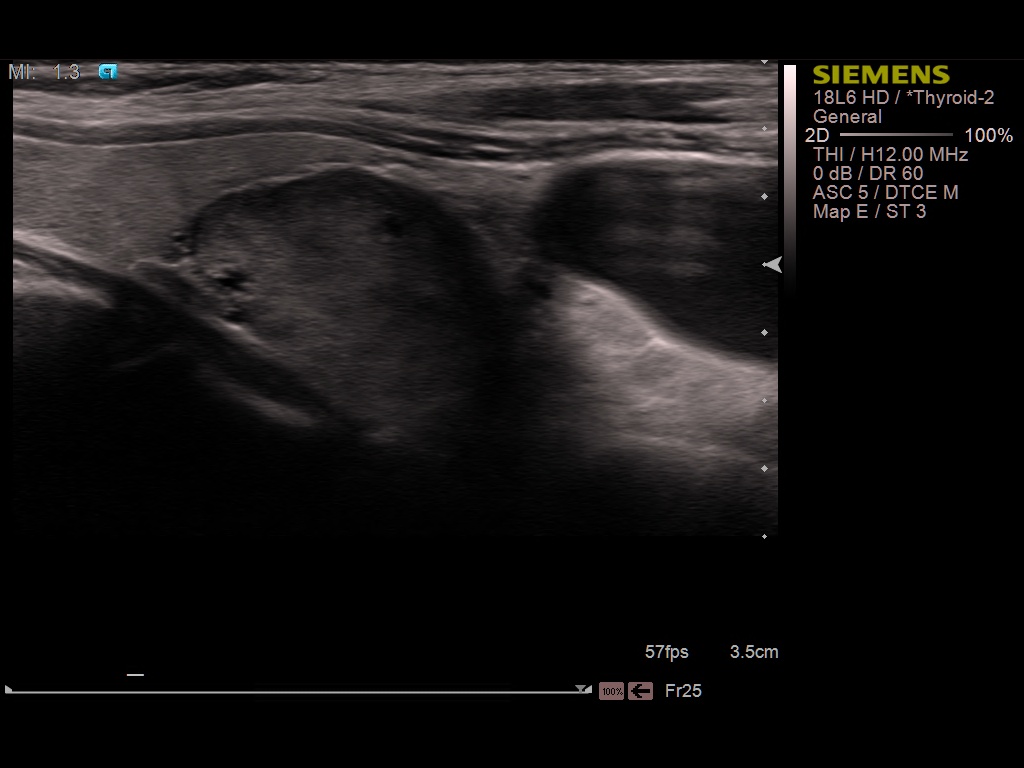 MI: 1.3
SIEMENS
18L6 HD / *Thyroid-2
General
2D 100%
THI / H12.00 MHz
0 dB / DR 60
ASC 5 / DTCE M
Map E / ST 3
57fps 3.5cm
100% Fr25